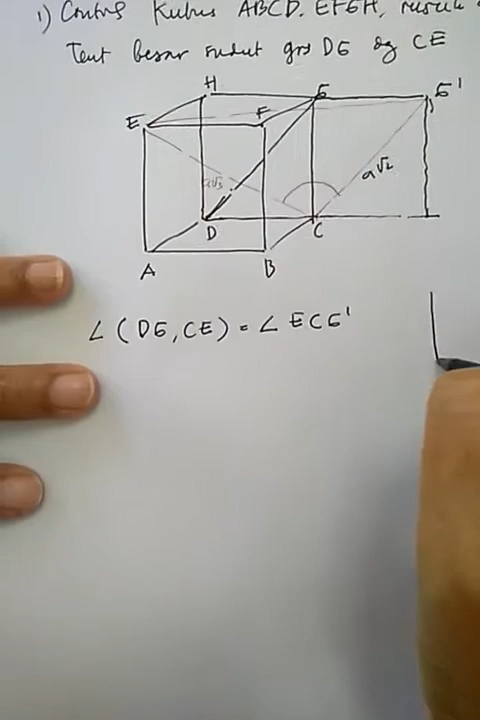 1) Contoh Kubus ABCD.EFGH, rusuk
Tent besar sudut grs DG dg CE
H G G'
E F
a√3 a√2
D C
A B
∠ (DG, CE) = ∠ ECG'